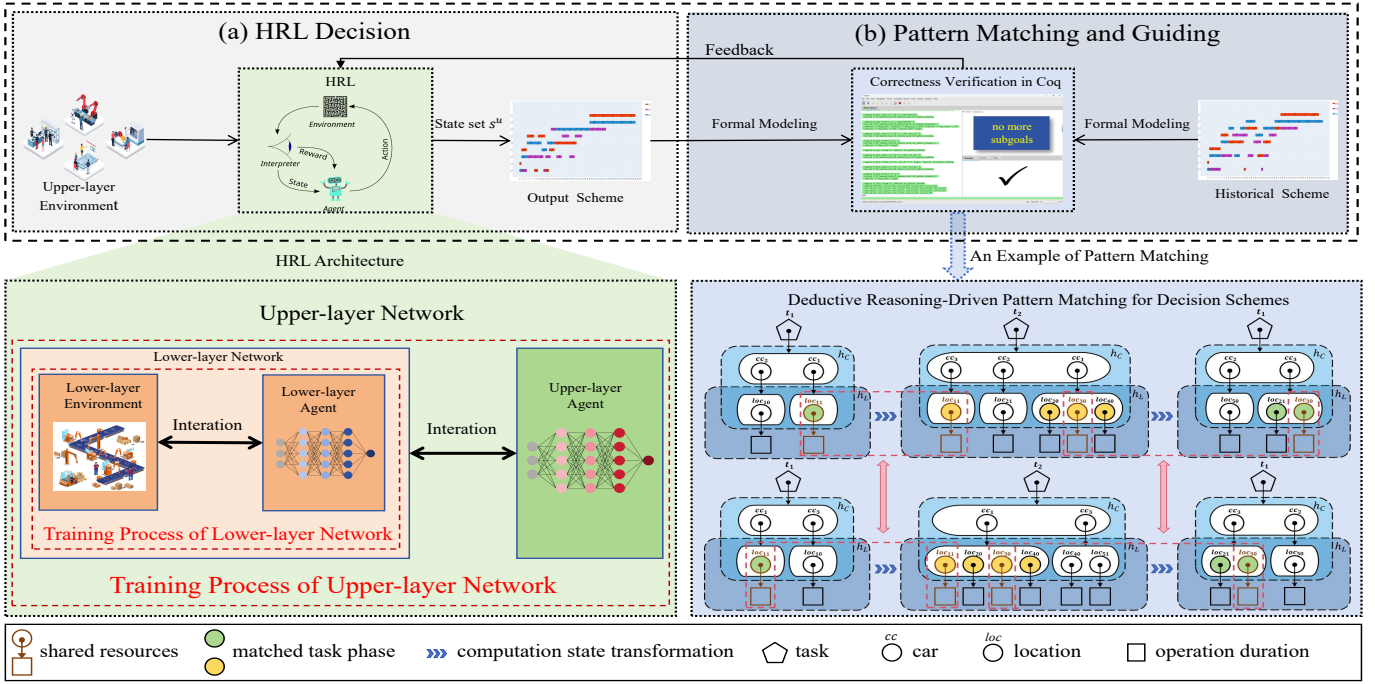 (a) HRL Decision
(b) Pattern Matching and Guiding
Feedback
HRL
Environment
Interpreter
Reward
State
Agent
Action
Upper-layer
Environment
State set s^u
Output Scheme
Formal Modeling
Correctness Verification in Coq
no more
subgoals
Formal Modeling
Historical Scheme
HRL Architecture
An Example of Pattern Matching
Upper-layer Network
Lower-layer Network
Lower-layer
Environment
Interation
Lower-layer
Agent
Interation
Upper-layer
Agent
Training Process of Lower-layer Network
Training Process of Upper-layer Network
Deductive Reasoning-Driven Pattern Matching for Decision Schemes
t1 t2 t1
cc2 cc1 hC cc3 cc2 cc1 hC cc2 cc3 hC
loc10 loc11 hL loc11 loc21 loc20 loc30 loc40 hL loc50 loc21 loc30 hL
t1 t2 t1
cc1 cc3 hC cc1 cc3 hC cc3 cc2 hC
loc11 loc10 hL loc11 loc20 loc30 loc10 loc40 loc51 hL loc21 loc30 loc50 hL
shared resources
matched task phase
computation state transformation
task
cc
car
loc
location
operation duration